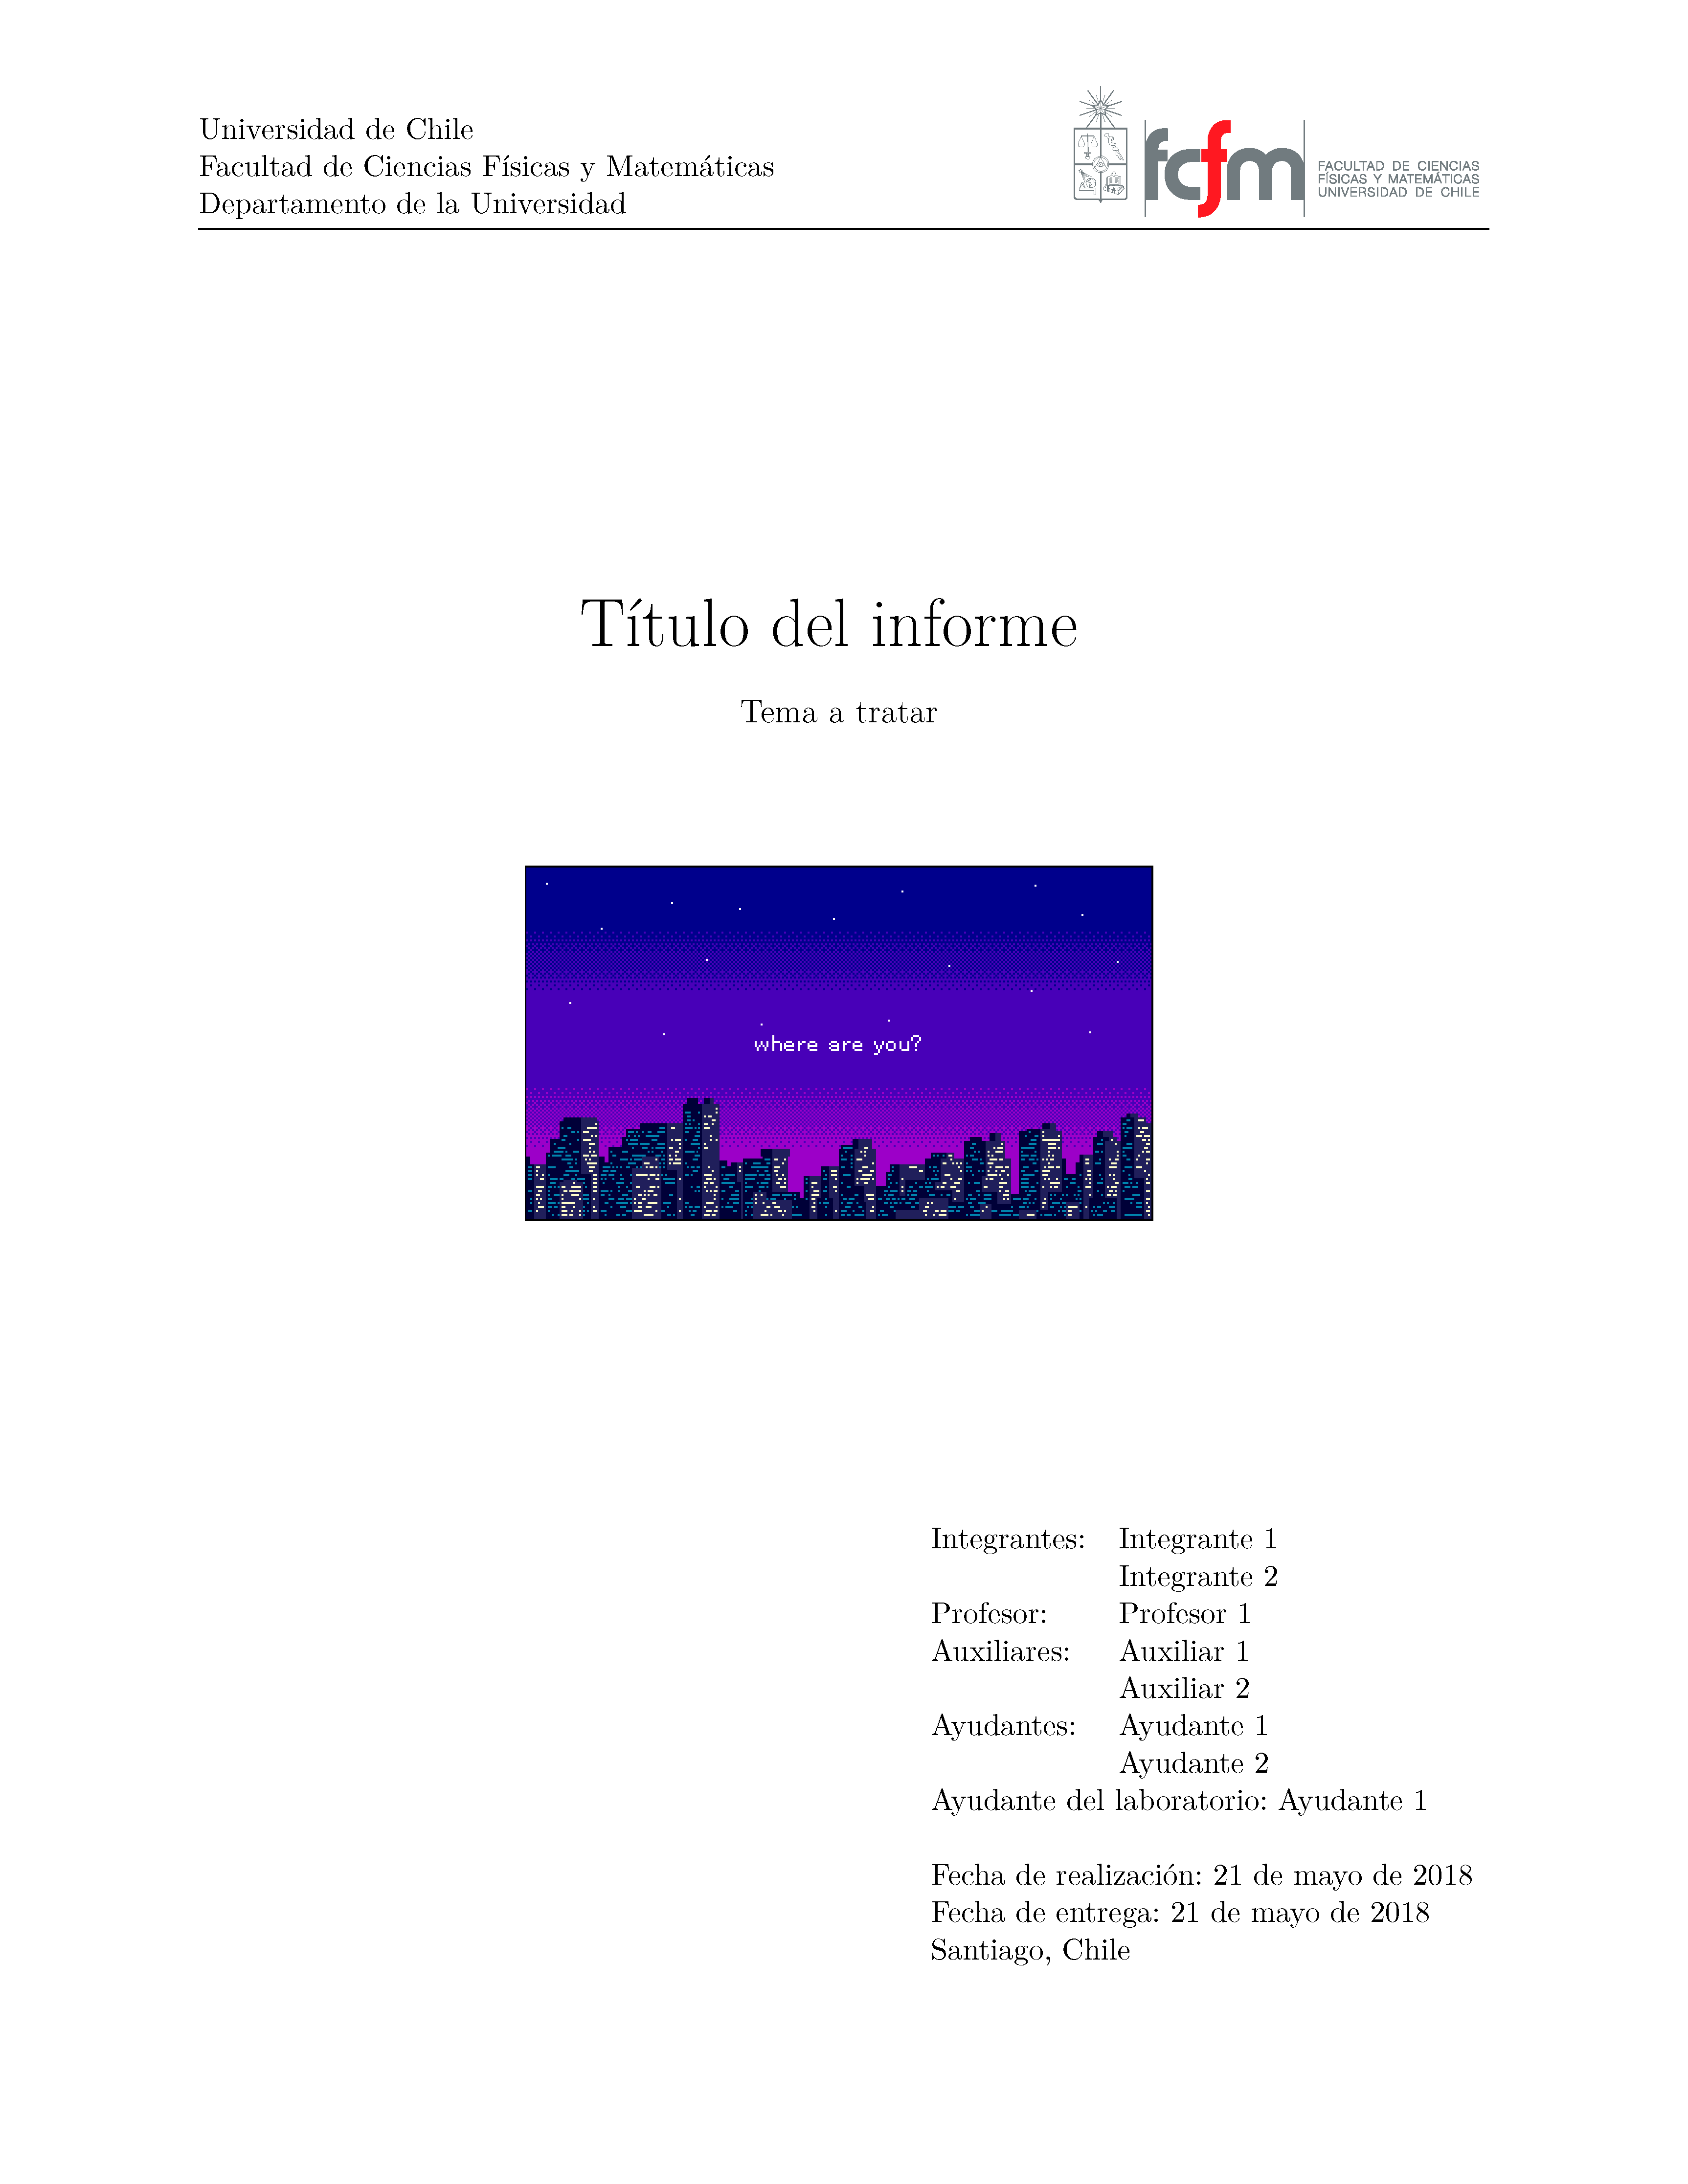 Universidad de Chile
Facultad de Ciencias Físicas y Matemáticas
Departamento de la Universidad
fcfm
FACULTAD DE CIENCIAS
FÍSICAS Y MATEMÁTICAS
UNIVERSIDAD DE CHILE
Título del informe
Tema a tratar
where are you?
Integrantes: Integrante 1
Integrante 2
Profesor: Profesor 1
Auxiliares: Auxiliar 1
Auxiliar 2
Ayudantes: Ayudante 1
Ayudante 2
Ayudante del laboratorio: Ayudante 1
Fecha de realización: 21 de mayo de 2018
Fecha de entrega: 21 de mayo de 2018
Santiago, Chile